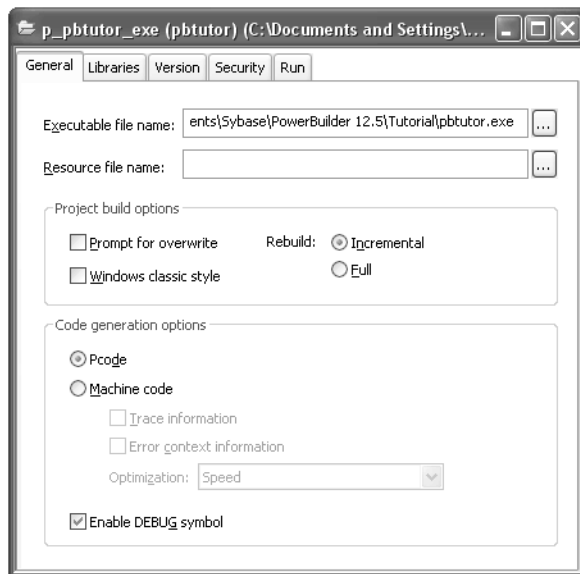 p_pbtutor_exe (pbtutor) (C:\Documents and Settings\...
General Libraries Version Security Run
Executable file name: ents\Sybase\PowerBuilder 12.5\Tutorial\pbtutor.exe ...
Resource file name: ...
Project build options
Prompt for overwrite Rebuild: Incremental
Windows classic style Full
Code generation options
Pcode
Machine code
Trace information
Error context information
Optimization: Speed
Enable DEBUG symbol